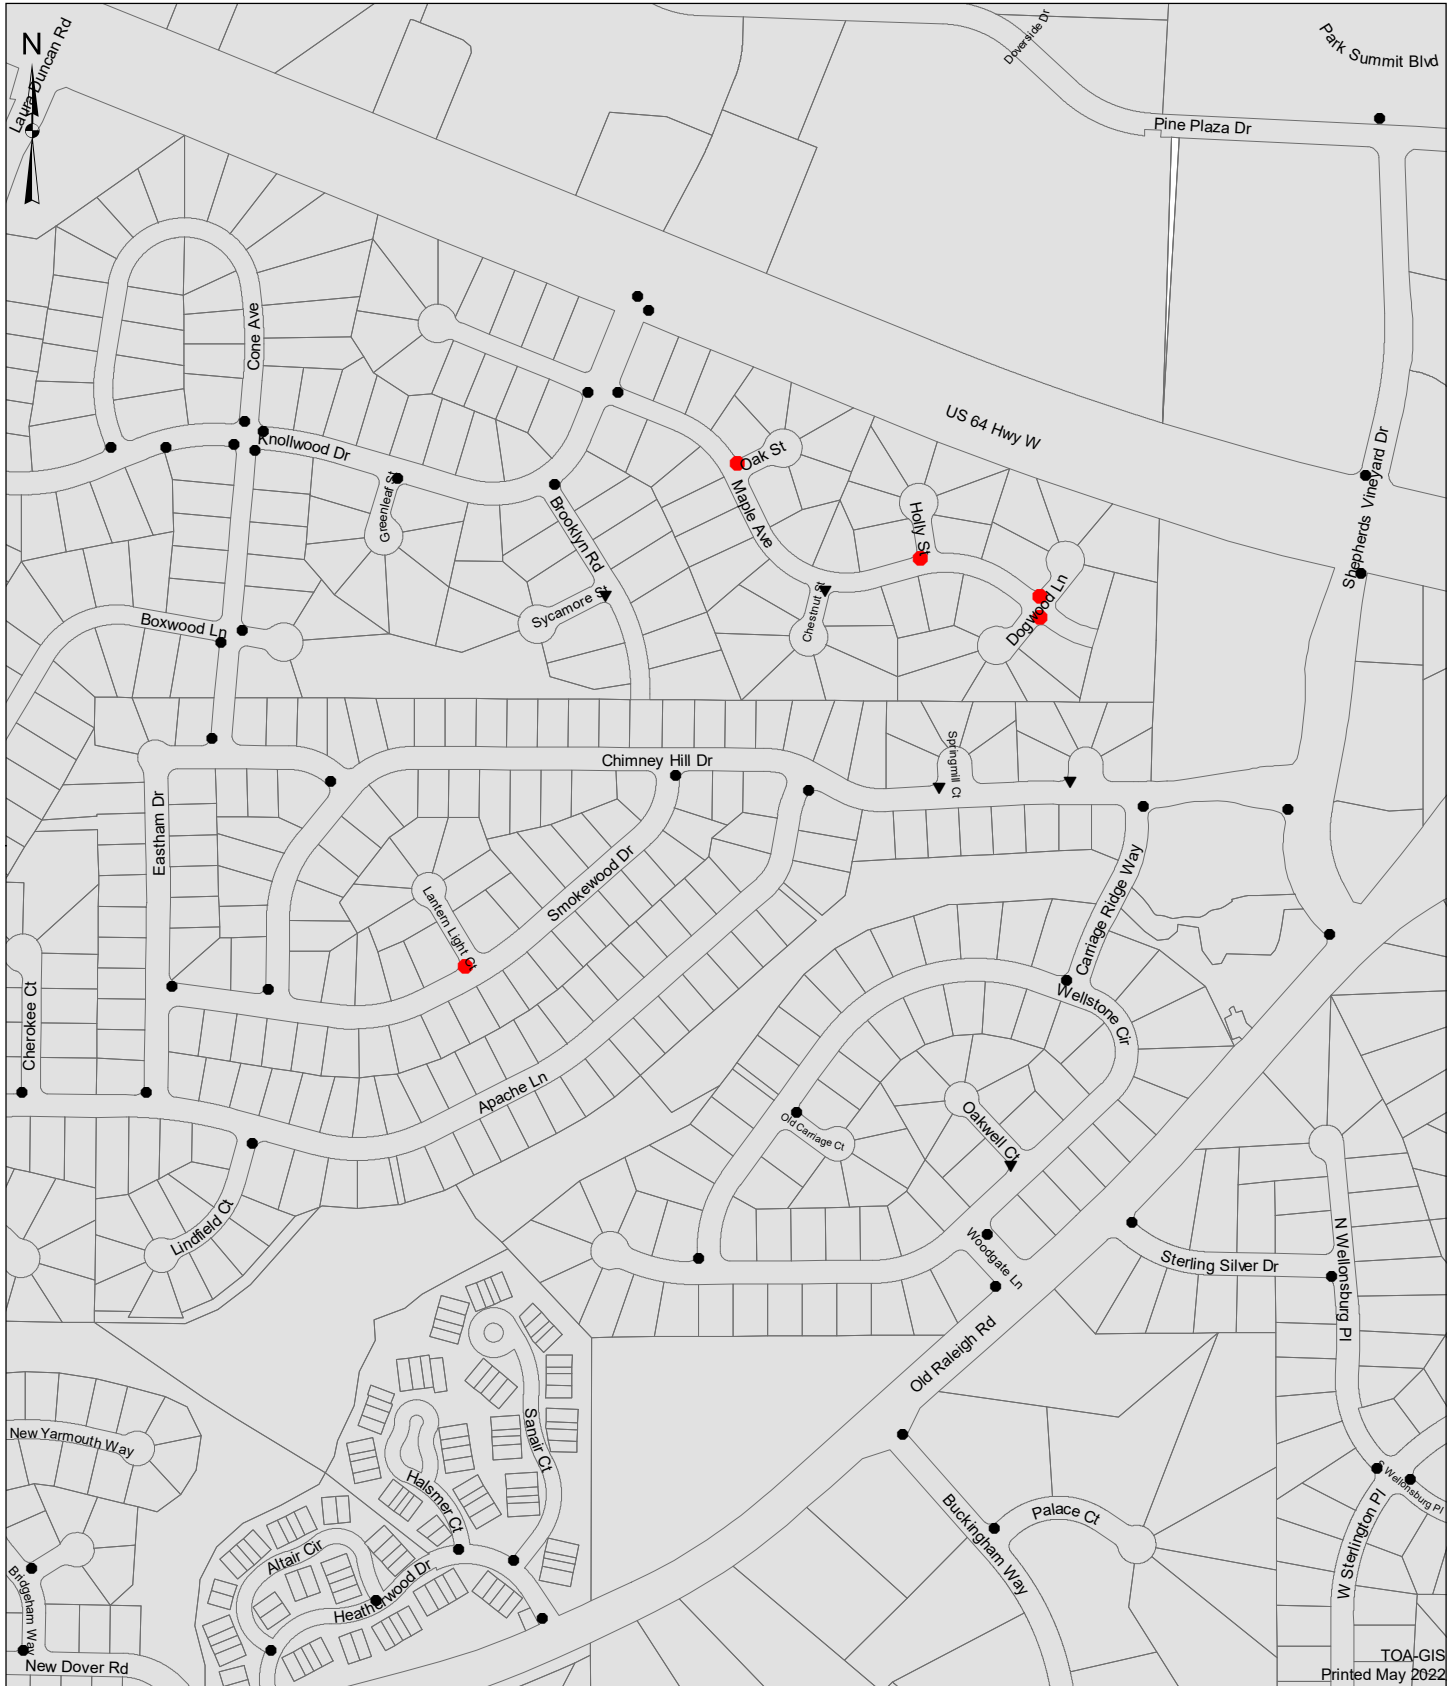 N
Laura Duncan Rd
Doverside Dr
Park Summit Blvd
Pine Plaza Dr
Cone Ave
US 64 Hwy W
Shepherds Vineyard Dr
Knollwood Dr
Greenleaf St
Oak St
Maple Ave
Holly St
Brooklyn Rd
Sycamore St
Chestnut St
Dogwood Ln
Boxwood Ln
Chimney Hill Dr
Springmill Ct
Eastham Dr
Smokewood Dr
Lantern Light Ct
Carriage Ridge Way
Cherokee Ct
Wellstone Cir
Apache Ln
Old Carriage Ct
Oakwell Ct
Lindfield Ct
Woodgate Ln
Sterling Silver Dr
N Wellonsburg Pl
Old Raleigh Rd
New Yarmouth Way
Sanair Ct
Halsmer Ct
S Wellonsburg Pl
Buckingham Way
Palace Ct
W Sterlington Pl
Altair Cir
Heatherwood Dr
Bridgeham Way
New Dover Rd
TOA-GIS
Printed May 2022